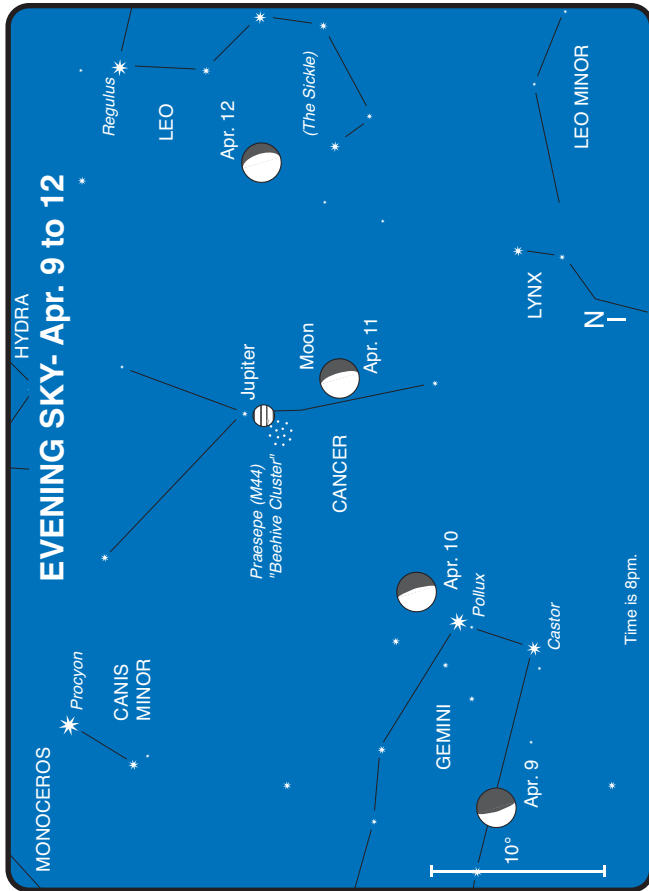 EVENING SKY- Apr. 9 to 12
MONOCEROS
HYDRA
Procyon
Regulus
CANIS
MINOR
LEO
Apr. 12
Jupiter
Praesepe (M44)
"Beehive Cluster"
Moon
(The Sickle)
CANCER
Apr. 11
Apr. 10
GEMINI
Pollux
Apr. 9
10°
Castor
LYNX
LEO MINOR
N
Time is 8pm.